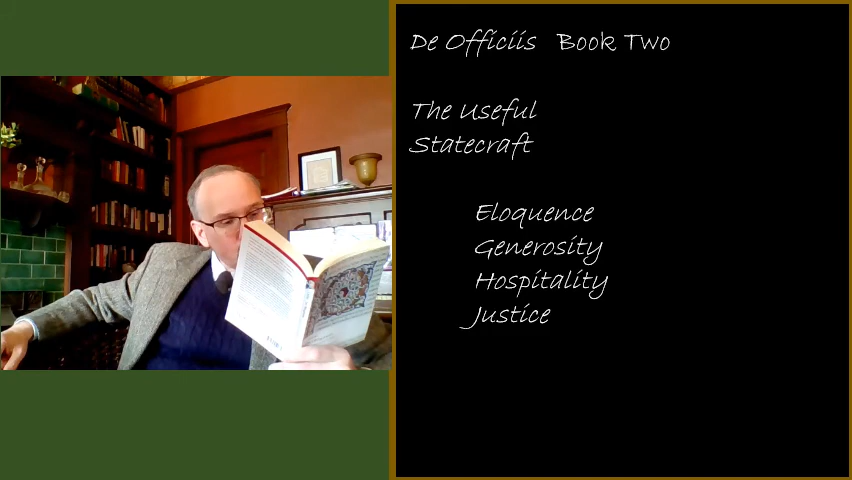 De Officiis Book Two
The Useful
Statecraft
Eloquence
Generosity
Hospitality
Justice